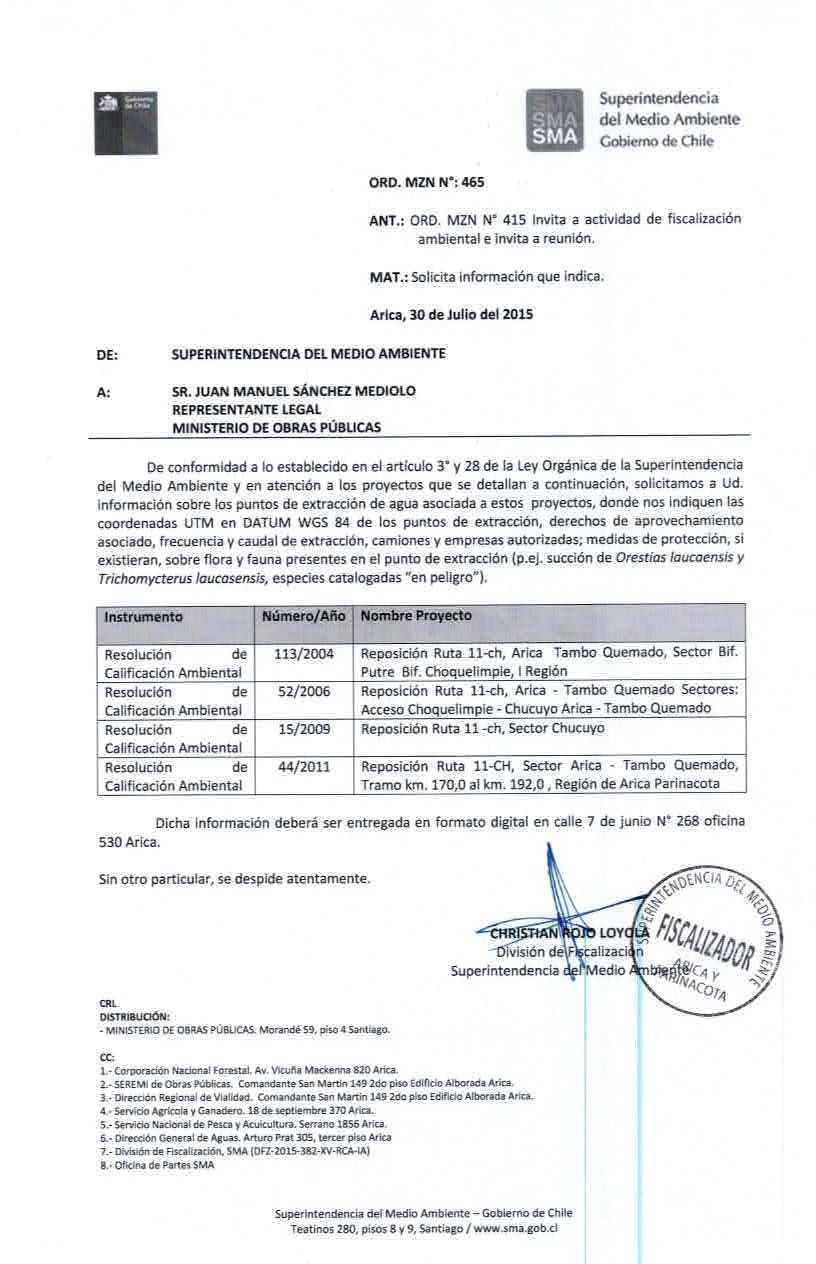 Gobierno de Chile
SMA
SMA
SMA
Superintendencia
del Medio Ambiente
Gobierno de Chile
ORD. MZN N°: 465
ANT.: ORD. MZN N° 415 Invita a actividad de fiscalización
ambiental e invita a reunión.
MAT.: Solicita información que indica.
Arica, 30 de Julio del 2015
DE: SUPERINTENDENCIA DEL MEDIO AMBIENTE
A: SR. JUAN MANUEL SÁNCHEZ MEDIOLO
REPRESENTANTE LEGAL
MINISTERIO DE OBRAS PÚBLICAS
De conformidad a lo establecido en el artículo 3° y 28 de la Ley Orgánica de la Superintendencia
del Medio Ambiente y en atención a los proyectos que se detallan a continuación, solicitamos a Ud.
información sobre los puntos de extracción de agua asociada a estos proyectos, donde nos indiquen las
coordenadas UTM en DATUM WGS 84 de los puntos de extracción, derechos de aprovechamiento
asociado, frecuencia y caudal de extracción, camiones y empresas autorizadas; medidas de protección, si
existieran, sobre flora y fauna presentes en el punto de extracción (p.ej. succión de Orestias laucaensis y
Trichomycterus laucasensis, especies catalogadas "en peligro").
Instrumento Número/Año Nombre Proyecto
Resolución de 113/2004 Reposición Ruta 11-ch, Arica Tambo Quemado, Sector Bif.
Calificación Ambiental Putre Bif. Choquelimpie, I Región
Resolución de 52/2006 Reposición Ruta 11-ch, Arica - Tambo Quemado Sectores:
Calificación Ambiental Acceso Choquelimpie - Chucuyo Arica - Tambo Quemado
Resolución de 15/2009 Reposición Ruta 11 -ch, Sector Chucuyo
Calificación Ambiental
Resolución de 44/2011 Reposición Ruta 11-CH, Sector Arica - Tambo Quemado,
Calificación Ambiental Tramo km. 170,0 al km. 192,0 , Región de Arica Parinacota
Dicha información deberá ser entregada en formato digital en calle 7 de junio N° 268 oficina
530 Arica.
Sin otro particular, se despide atentamente.
CHRISTIAN ROJO LOYOLA
División de Fiscalización
Superintendencia del Medio Ambiente
SUPERINTENDENCIA DEL MEDIO AMBIENTE
FISCALIZADOR
ARICA Y
PARINACOTA
CRL
DISTRIBUCIÓN:
- MINISTERIO DE OBRAS PÚBLICAS. Morandé 59, piso 4 Santiago.
CC:
1.- Corporación Nacional Forestal. Av. Vicuña Mackenna 820 Arica.
2.- SEREMI de Obras Públicas. Comandante San Martin 149 2do piso Edificio Alborada Arica.
3.- Dirección Regional de Vialidad. Comandante San Martin 149 2do piso Edificio Alborada Arica.
4.- Servicio Agrícola y Ganadero. 18 de septiembre 370 Arica.
5.- Servicio Nacional de Pesca y Acuicultura. Serrano 1856 Arica.
6.- Dirección General de Aguas. Arturo Prat 305, tercer piso Arica
7.- División de Fiscalización, SMA (DFZ-2015-382-XV-RCA-IA)
8.- Oficina de Partes SMA
Superintendencia del Medio Ambiente – Gobierno de Chile
Teatinos 280, pisos 8 y 9, Santiago / www.sma.gob.cl